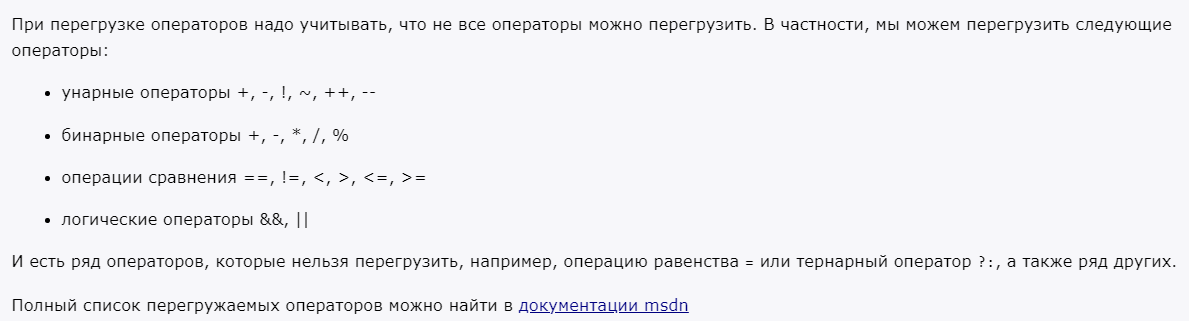 При перегрузке операторов надо учитывать, что не все операторы можно перегрузить. В частности, мы можем перегрузить следующие
операторы:
• унарные операторы +, -, !, ~, ++, --
• бинарные операторы +, -, *, /, %
• операции сравнения ==, !=, <, >, <=, >=
• логические операторы &&, ||
И есть ряд операторов, которые нельзя перегрузить, например, операцию равенства = или тернарный оператор ?:, а также ряд других.
Полный список перегружаемых операторов можно найти в документации msdn